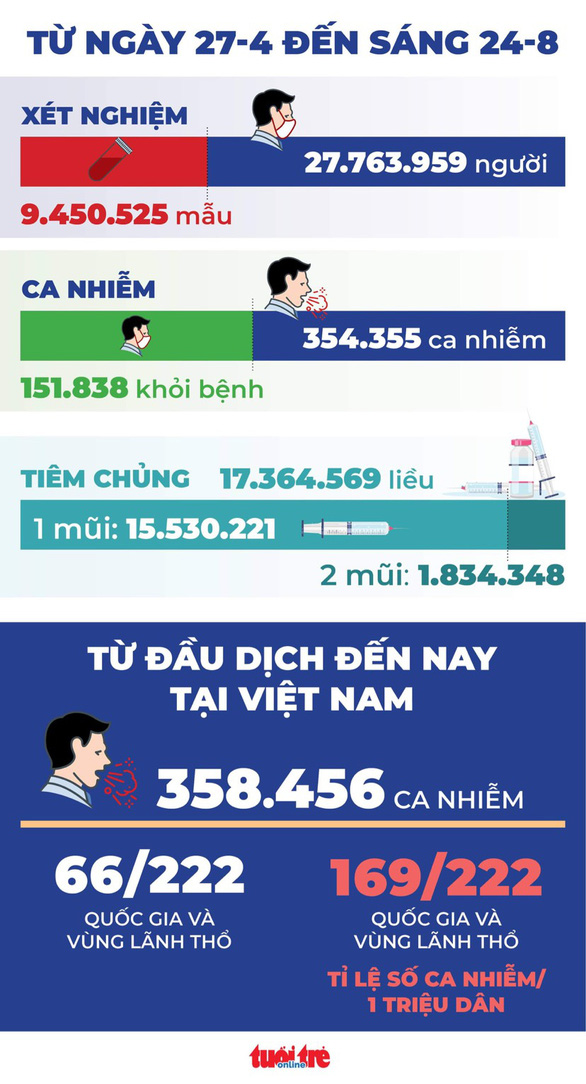 TỪ NGÀY 27-4 ĐẾN SÁNG 24-8
XÉT NGHIỆM
27.763.959 người
9.450.525 mẫu
CA NHIỄM
354.355 ca nhiễm
151.838 khỏi bệnh
TIÊM CHỦNG 17.364.569 liều
1 mũi: 15.530.221
2 mũi: 1.834.348
TỪ ĐẦU DỊCH ĐẾN NAY
TẠI VIỆT NAM
358.456 CA NHIỄM
66/222
QUỐC GIA VÀ
VÙNG LÃNH THỔ
169/222
QUỐC GIA VÀ
VÙNG LÃNH THỔ
TỈ LỆ SỐ CA NHIỄM/
1 TRIỆU DÂN
tuổi trẻ
online